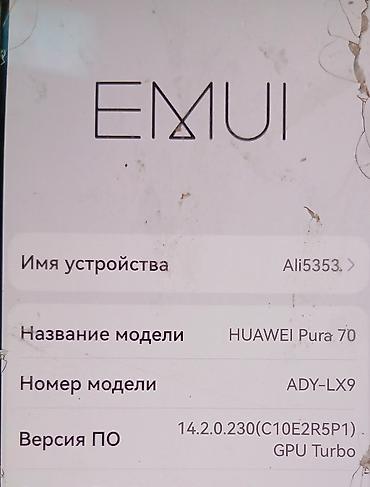 EMUI
Имя устройства Ali5353
Название модели HUAWEI Pura 70
Номер модели ADY-LX9
Версия ПО 14.2.0.230(C10E2R5P1)
GPU Turbo